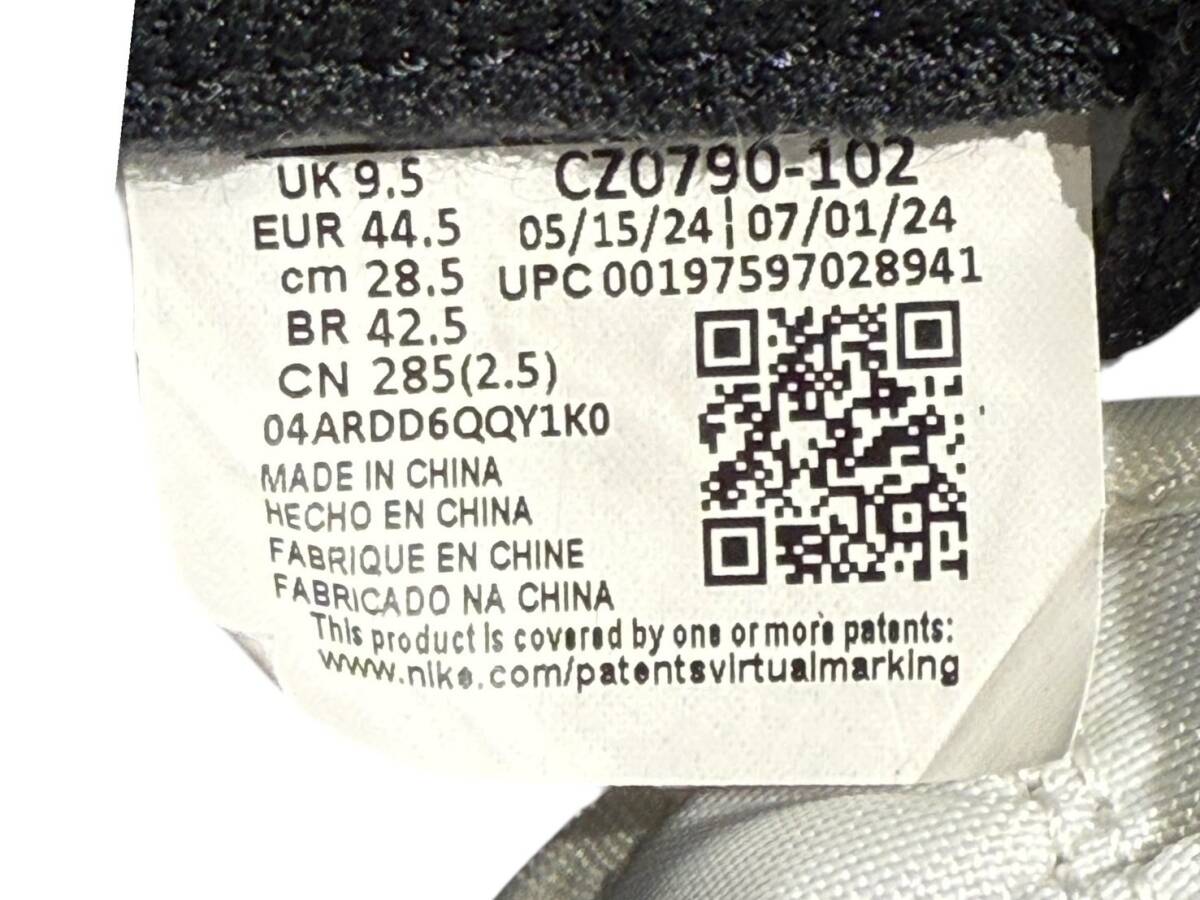 UK 9.5 CZ0790-102
EUR 44.5 05/15/24 | 07/01/24
cm 28.5 UPC 00197597028941
BR 42.5
CN 285(2.5)
04ARDD6QQY1K0
MADE IN CHINA
HECHO EN CHINA
FABRIQUE EN CHINE
FABRICADO NA CHINA
This product is covered by one or more patents:
www.nike.com/patentsvirtualmarking